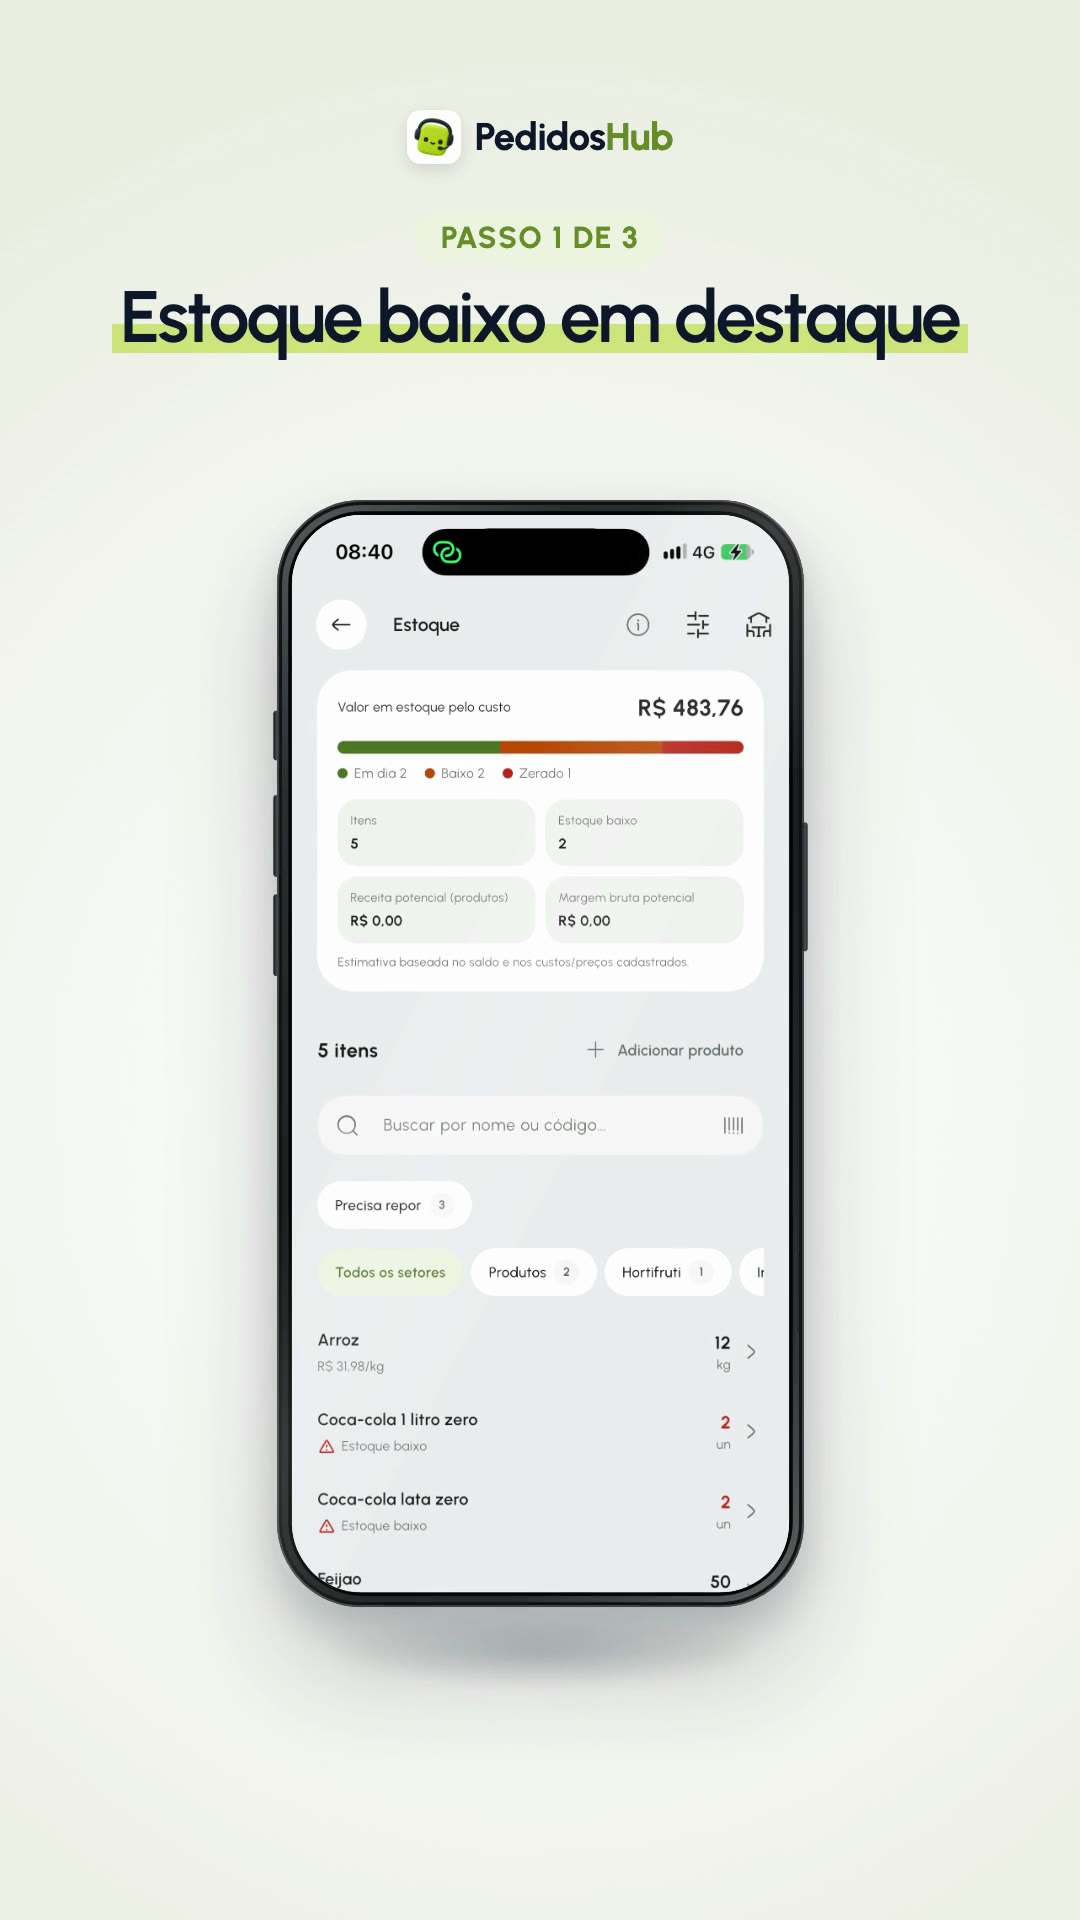 PedidosHub
PASSO 1 DE 3
Estoque baixo em destaque
08:40
4G
Estoque
Valor em estoque pelo custo
R$ 483,76
Em dia 2
Baixo 2
Zerado 1
Itens
5
Estoque baixo
2
Receita potencial (produtos)
R$ 0,00
Margem bruta potencial
R$ 0,00
Estimativa baseada no saldo e nos custos/preços cadastrados.
5 itens
Adicionar produto
Buscar por nome ou código...
Precisa repor 3
Todos os setores
Produtos 2
Hortifruti 1
Arroz
12
R$ 31,98/kg
kg
Coca-cola 1 litro zero
2
Estoque baixo
un
Coca-cola lata zero
2
Estoque baixo
un
Feijao
50